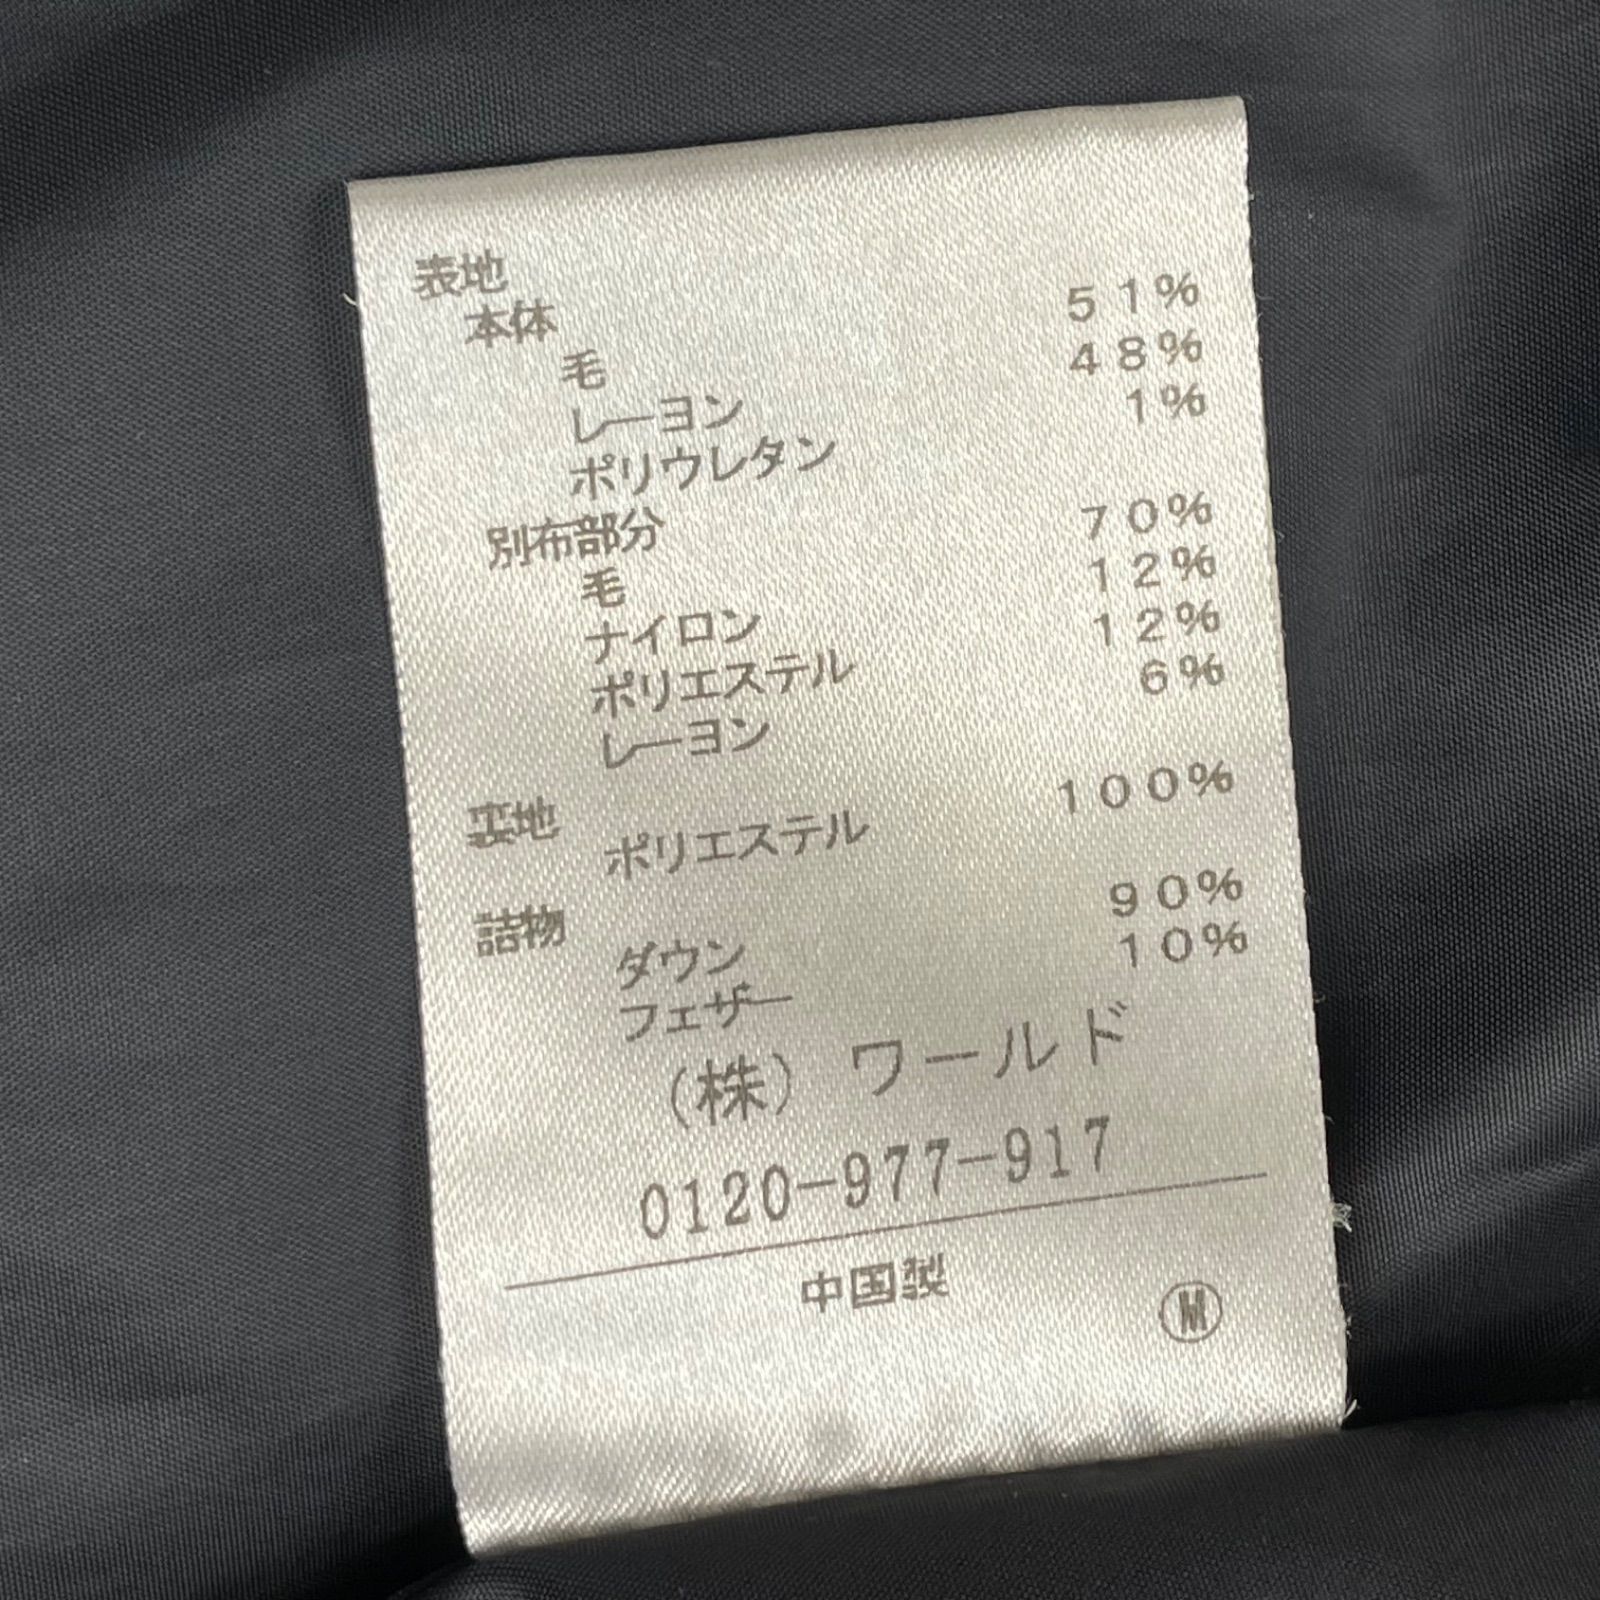 表地
本体
毛 51%
レーヨン 48%
ポリウレタン 1%
別布部分
毛 70%
ナイロン 12%
ポリエステル 12%
レーヨン 6%
裏地
ポリエステル 100%
詰物
ダウン 90%
フェザー 10%
(株) ワールド
0120-977-917
中国製
Ⓜ